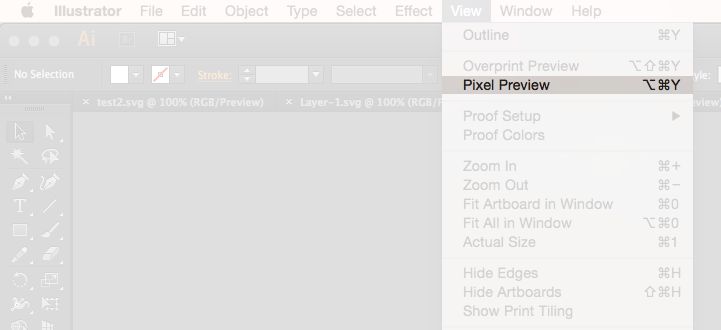 Illustrator File Edit Object Type Select Effect View Window Help
Ai Br
No Selection Stroke: Style:
× test2.svg @ 100% (RGB/Preview) × Layer-1.svg @ 100% (RGB/P
Outline ⌘Y
Overprint Preview ⌥⇧⌘Y
Pixel Preview ⌥⌘Y
Proof Setup ▶
Proof Colors
Zoom In ⌘+
Zoom Out ⌘−
Fit Artboard in Window ⌘0
Fit All in Window ⌥⌘0
Actual Size ⌘1
Hide Edges ⌘H
Hide Artboards ⇧⌘H
Show Print Tiling